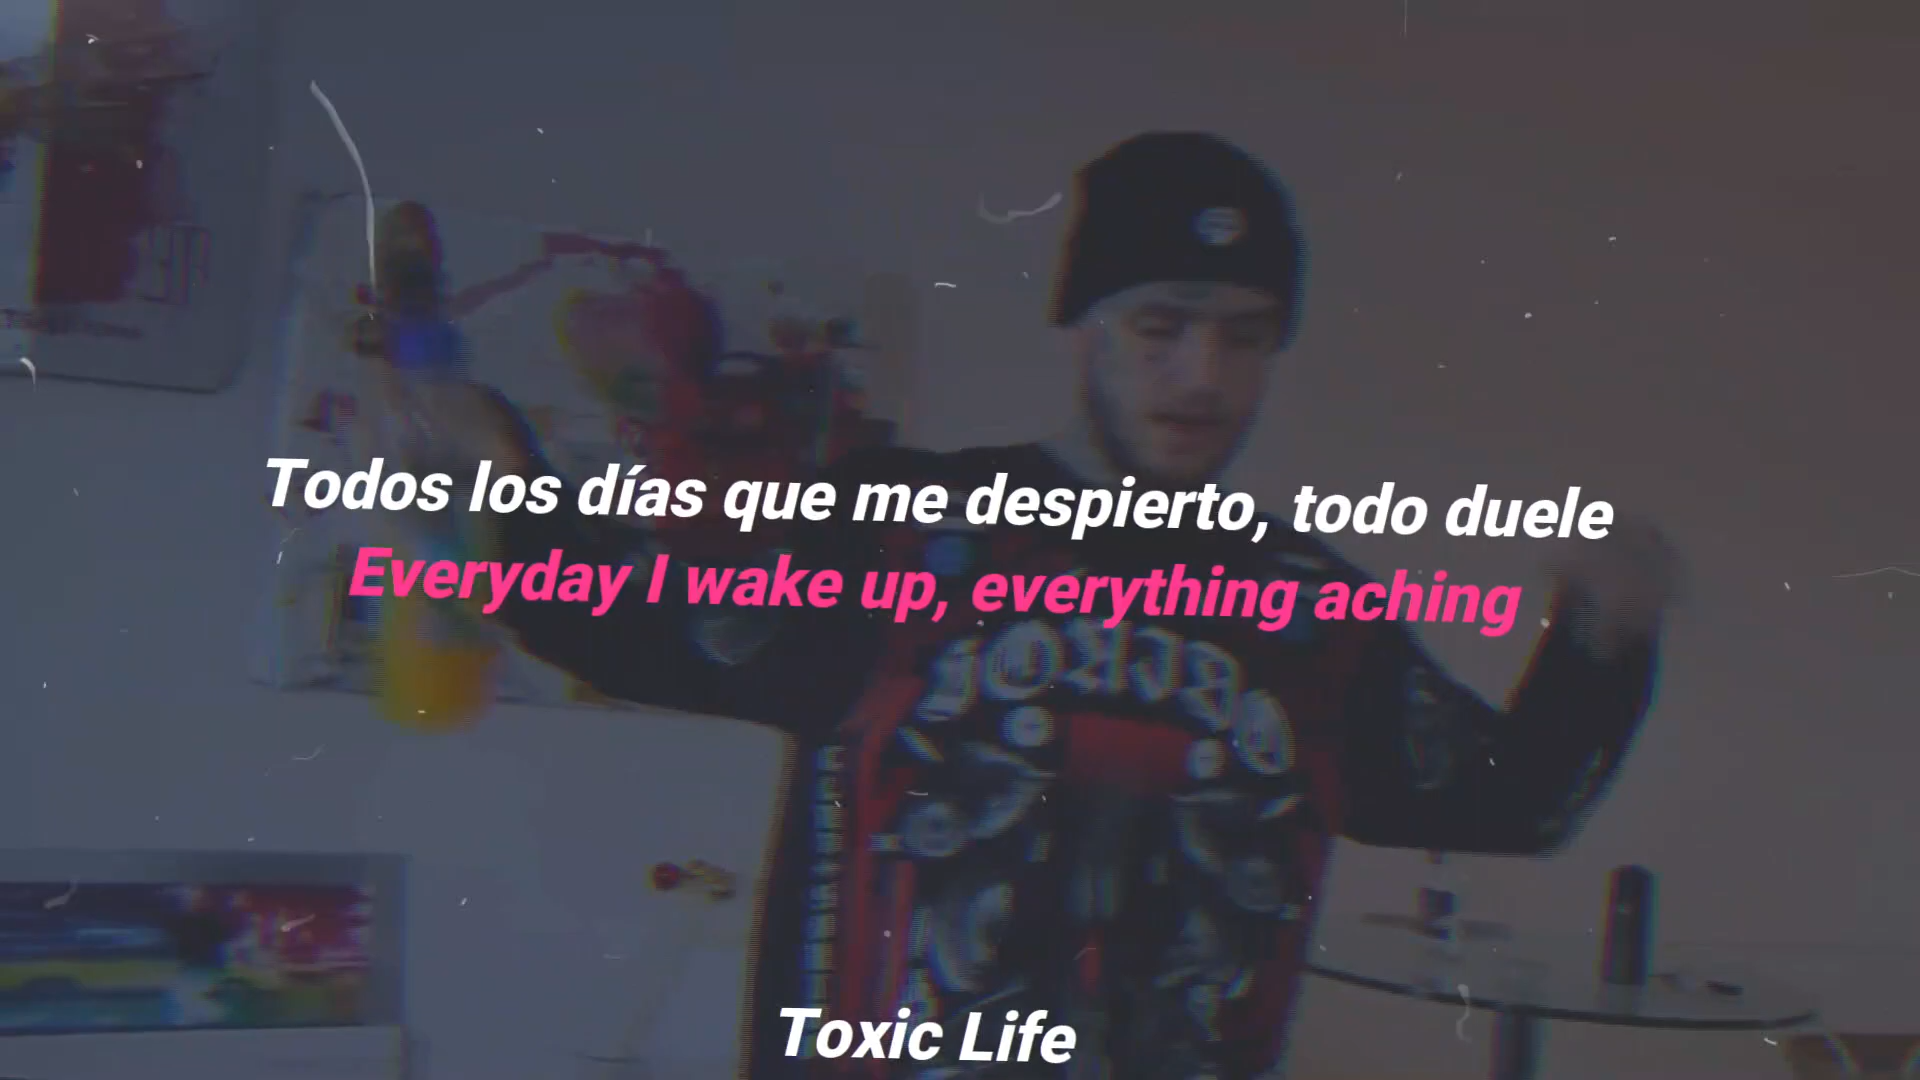 Todos los días que me despierto, todo duele
Everyday I wake up, everything aching
Toxic Life